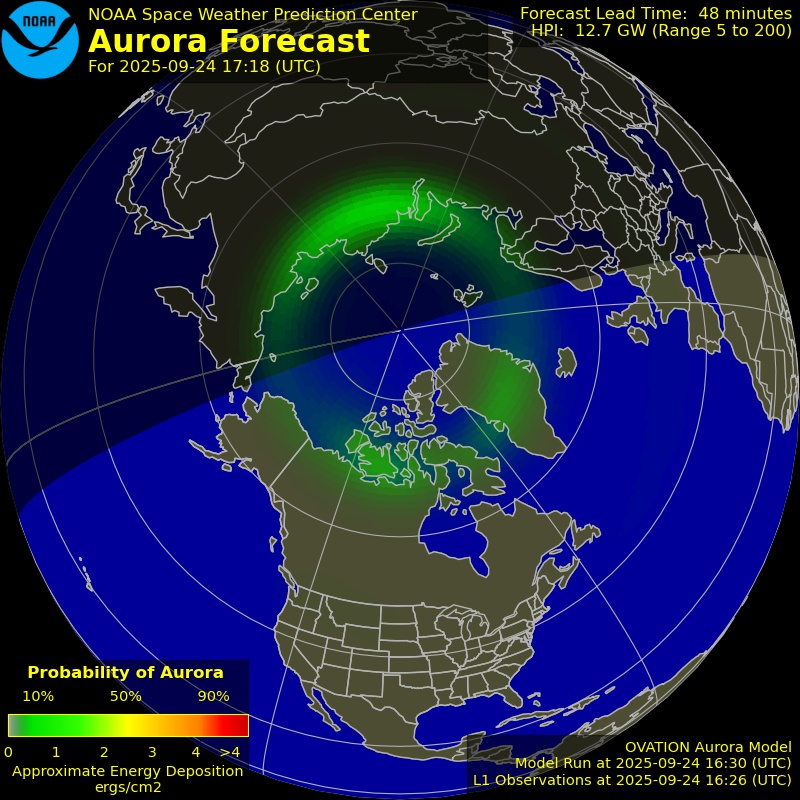 NOAA
NOAA Space Weather Prediction Center
Aurora Forecast
For 2025-09-24 17:18 (UTC)
Forecast Lead Time: 48 minutes
HPI: 12.7 GW (Range 5 to 200)
Probability of Aurora
10% 50% 90%
0 1 2 3 4 >4
Approximate Energy Deposition
ergs/cm2
OVATION Aurora Model
Model Run at 2025-09-24 16:30 (UTC)
L1 Observations at 2025-09-24 16:26 (UTC)